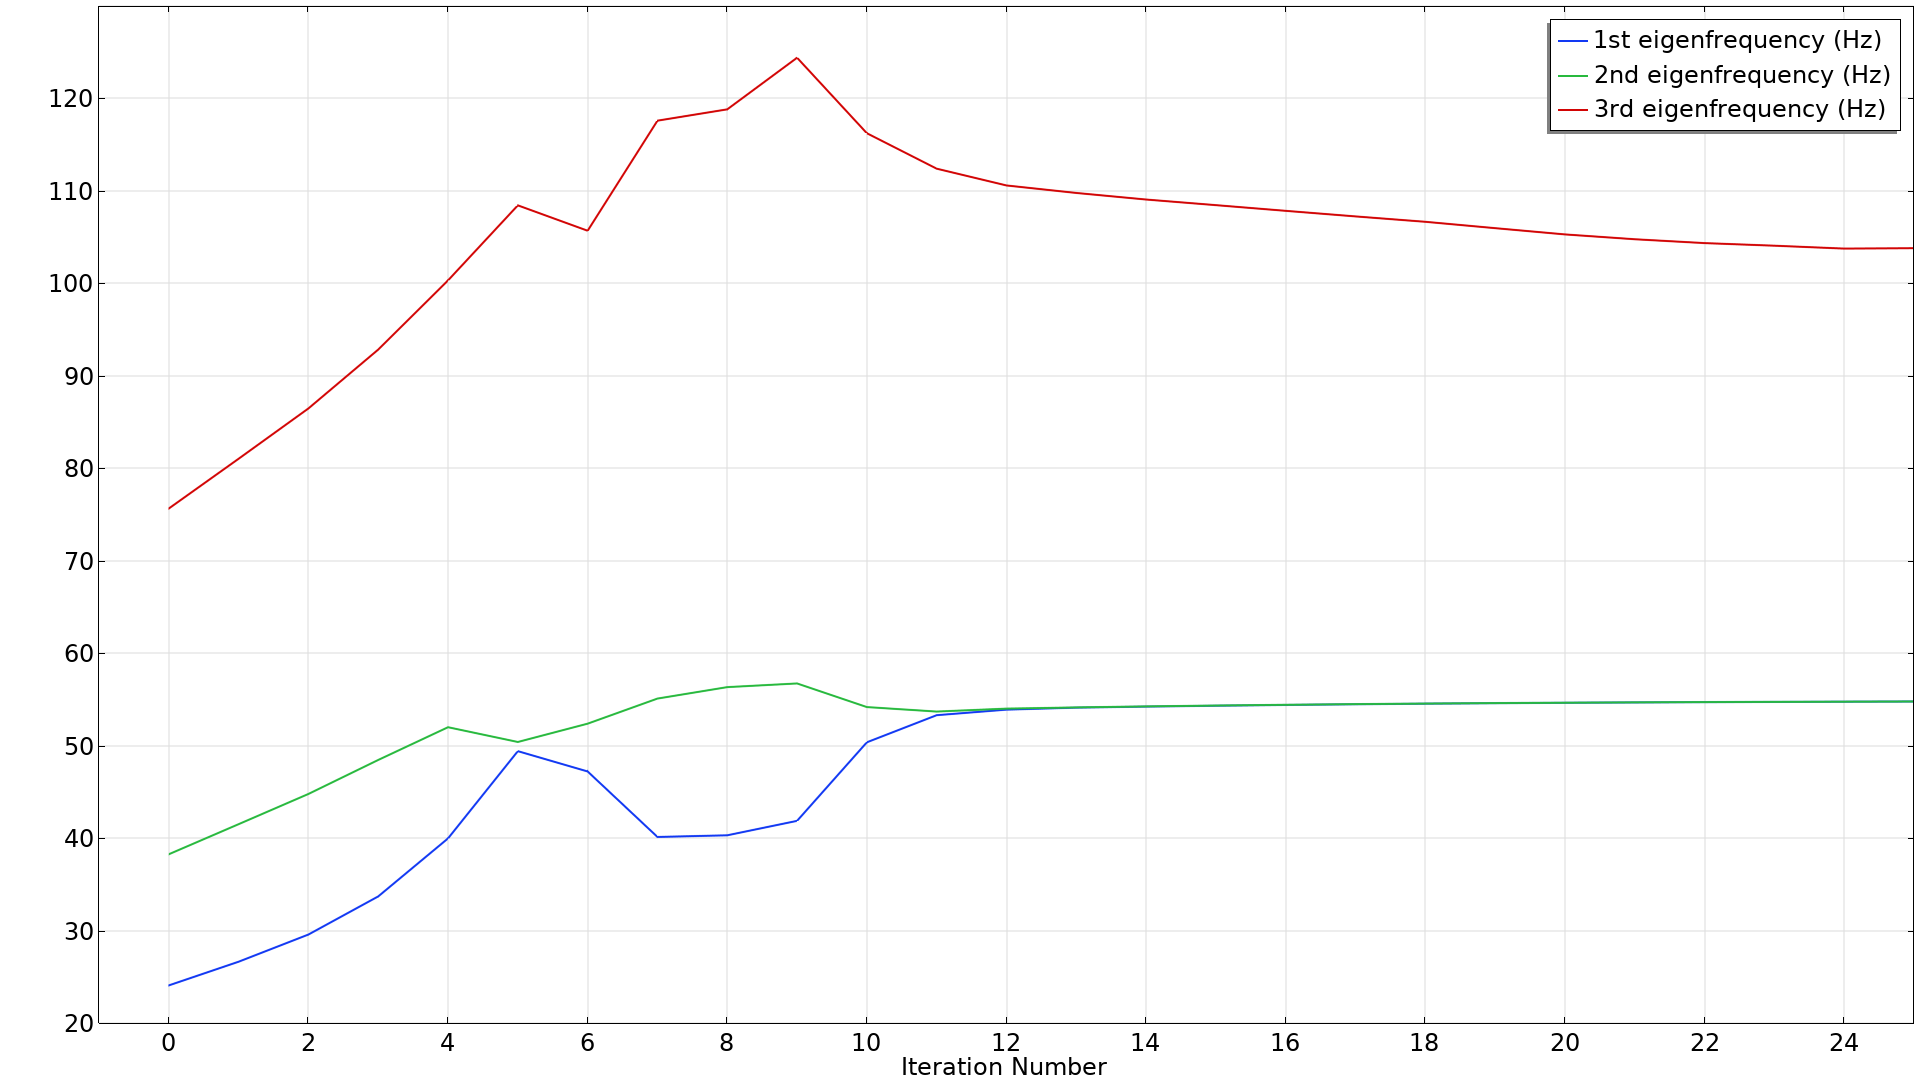 1st eigenfrequency (Hz)
2nd eigenfrequency (Hz)
3rd eigenfrequency (Hz)
120
110
100
90
80
70
60
50
40
30
20
0 2 4 6 8 10 12 14 16 18 20 22 24
Iteration Number